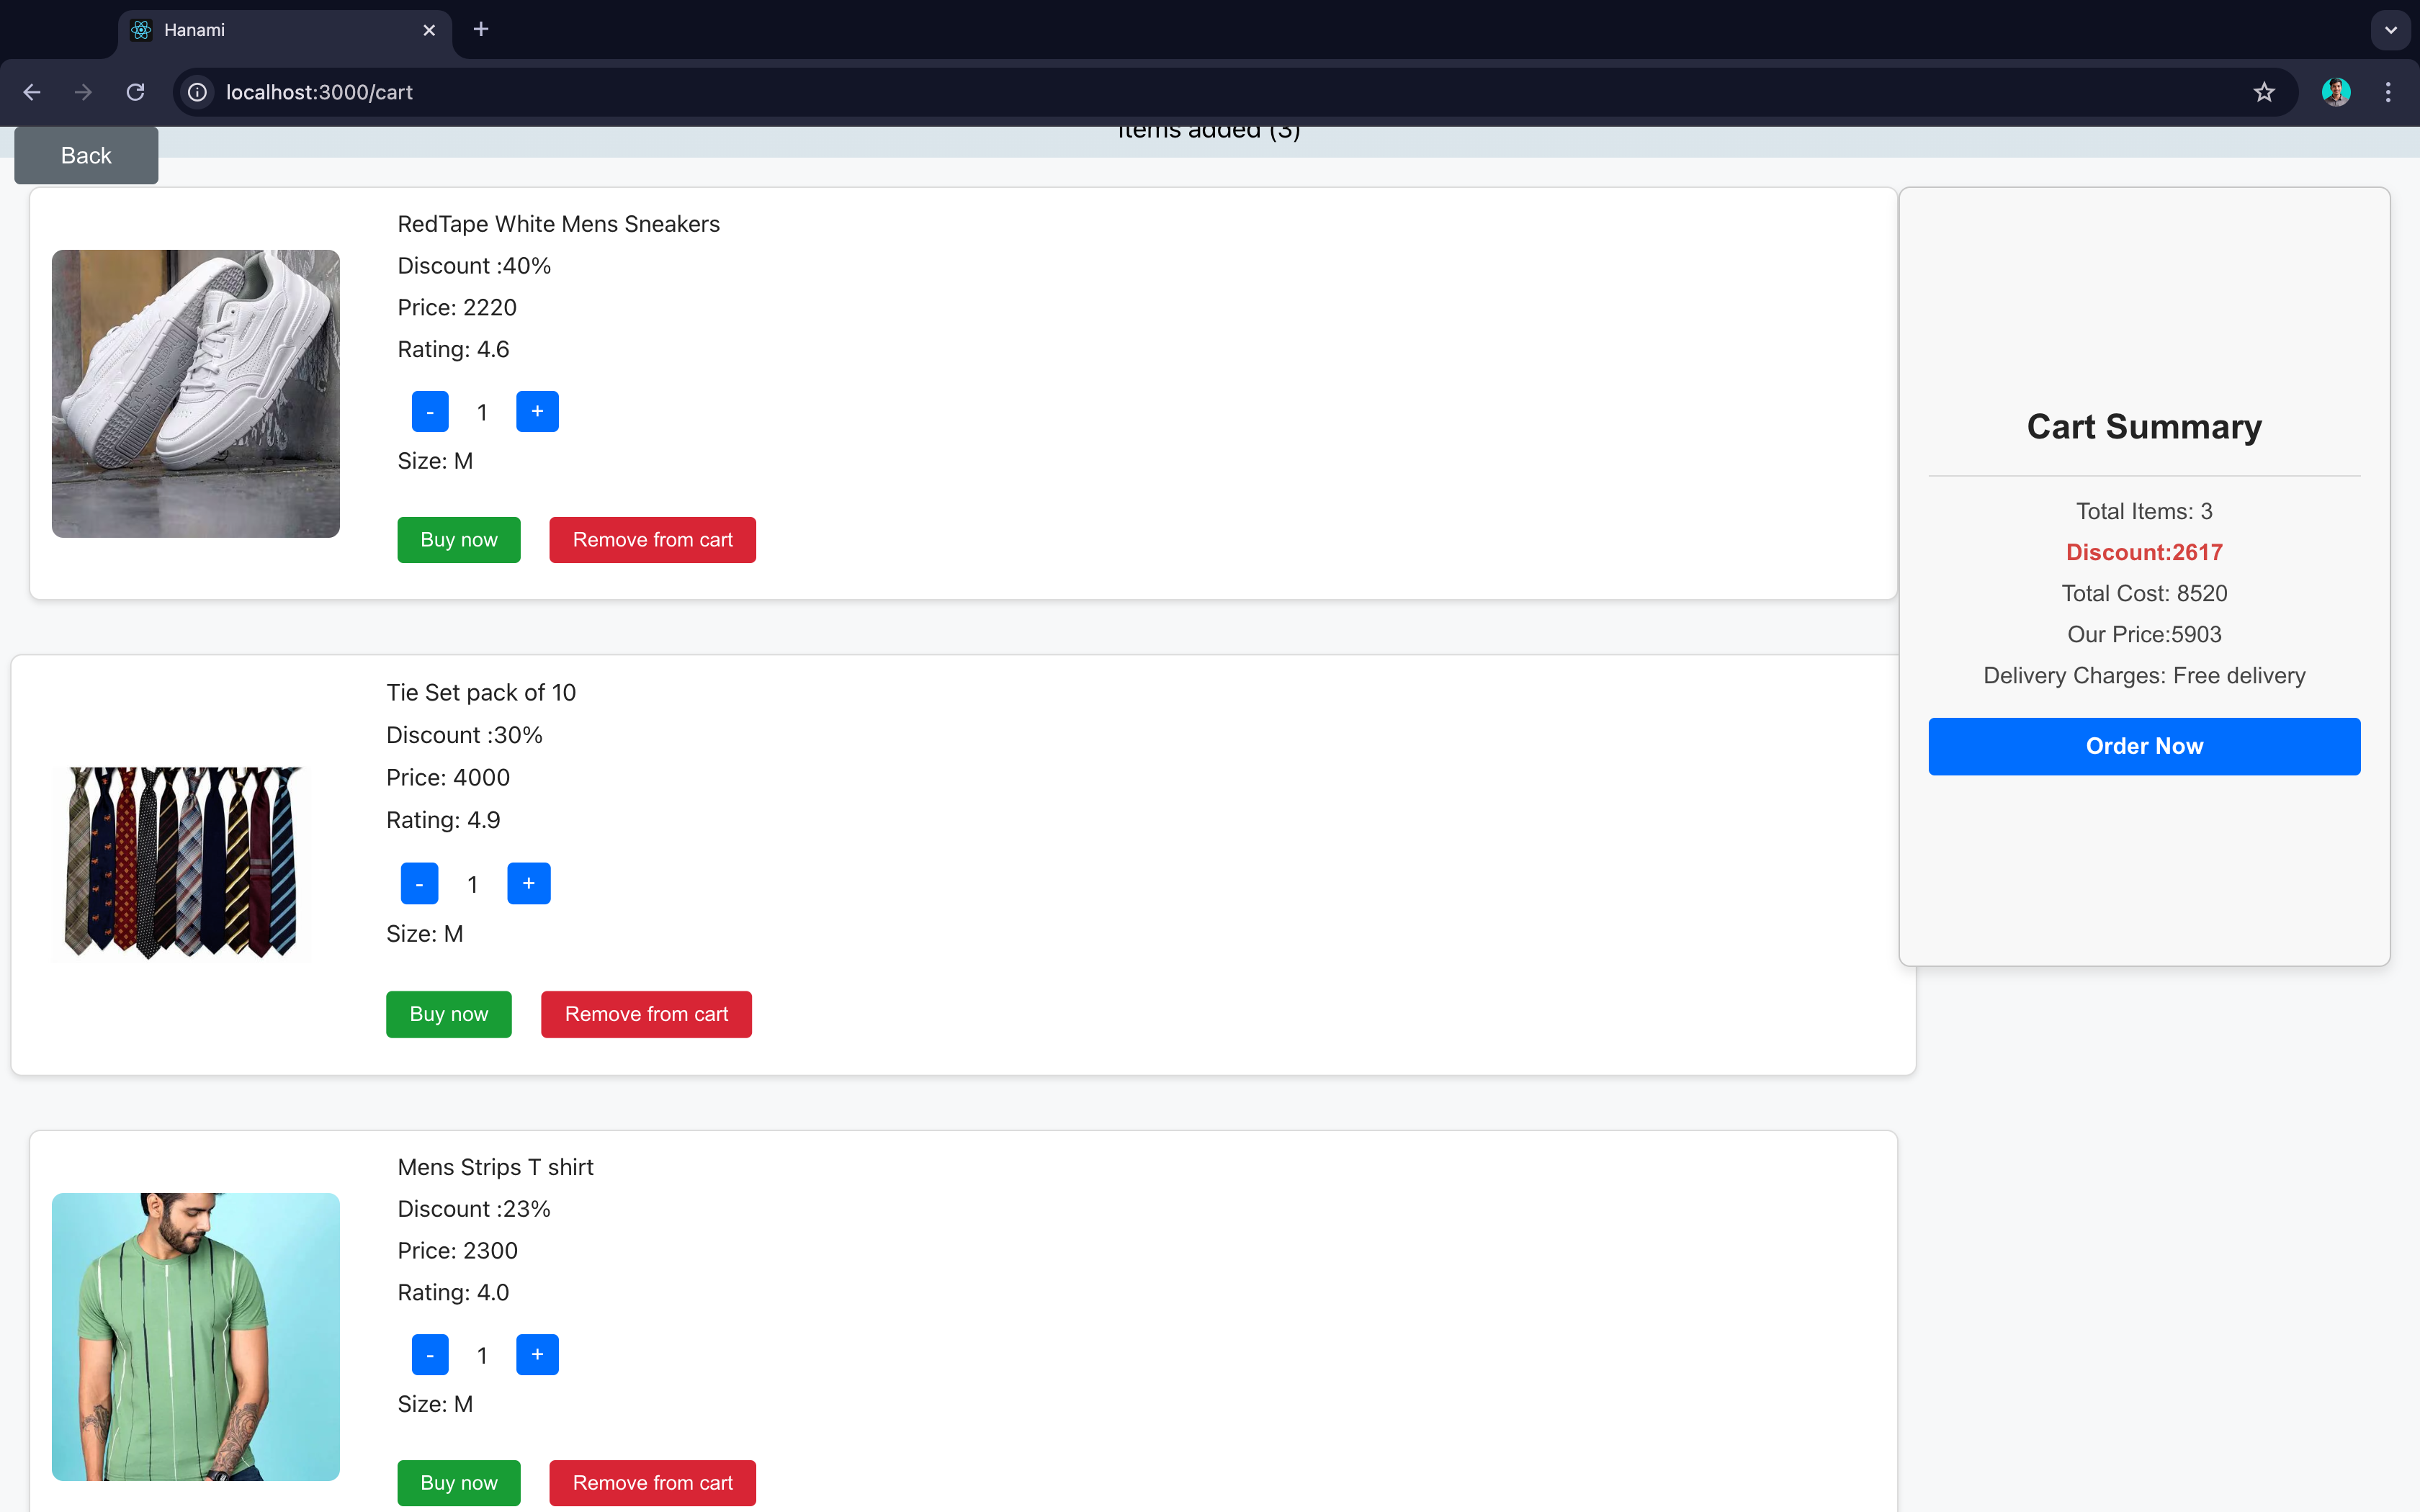 Hanami
localhost:3000/cart
Items added (3)
Back
RedTape White Mens Sneakers
Discount :40%
Price: 2220
Rating: 4.6
- 1 +
Size: M
Buy now Remove from cart
Tie Set pack of 10
Discount :30%
Price: 4000
Rating: 4.9
- 1 +
Size: M
Buy now Remove from cart
Mens Strips T shirt
Discount :23%
Price: 2300
Rating: 4.0
- 1 +
Size: M
Buy now Remove from cart
Cart Summary
Total Items: 3
Discount:2617
Total Cost: 8520
Our Price:5903
Delivery Charges: Free delivery
Order Now